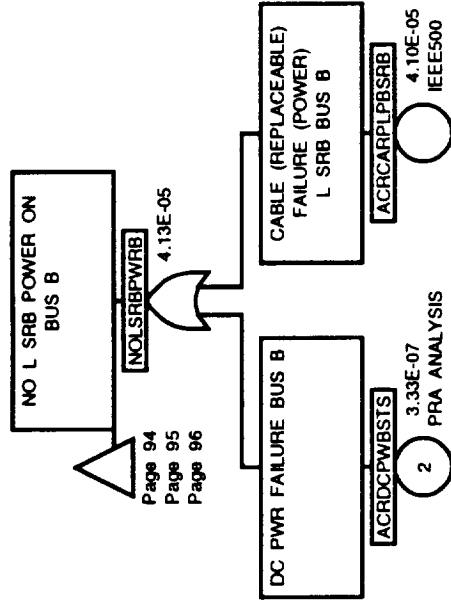 NO L SRB POWER ON
BUS B
NOLSRBPWRB
4.13E-05
Page 94
Page 95
Page 96
DC PWR FAILURE BUS B
ACRDCPWBSTS
3.33E-07
PRA ANALYSIS
2
CABLE (REPLACEABLE)
FAILURE (POWER)
L SRB BUS B
ACRCARPLPBSRB
4.10E-05
IEEE500